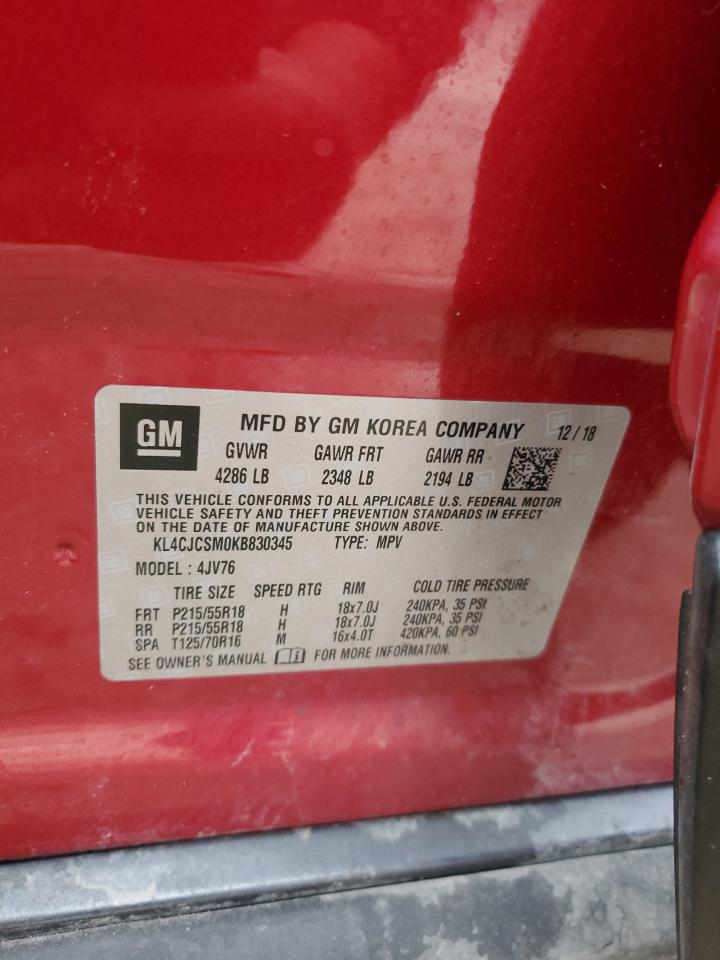 GM MFD BY GM KOREA COMPANY 12/18
GVWR GAWR FRT GAWR RR
4286 LB 2348 LB 2194 LB
THIS VEHICLE CONFORMS TO ALL APPLICABLE U.S. FEDERAL MOTOR
VEHICLE SAFETY AND THEFT PREVENTION STANDARDS IN EFFECT
ON THE DATE OF MANUFACTURE SHOWN ABOVE.
KL4CJCSM0KB830345 TYPE: MPV
MODEL : 4JV76
TIRE SIZE SPEED RTG RIM COLD TIRE PRESSURE
FRT P215/55R18 H 18x7.0J 240KPA, 35 PSI
RR P215/55R18 H 18x7.0J 240KPA, 35 PSI
SPA T125/70R16 M 16x4.0T 420KPA, 60 PSI
SEE OWNER'S MANUAL FOR MORE INFORMATION.